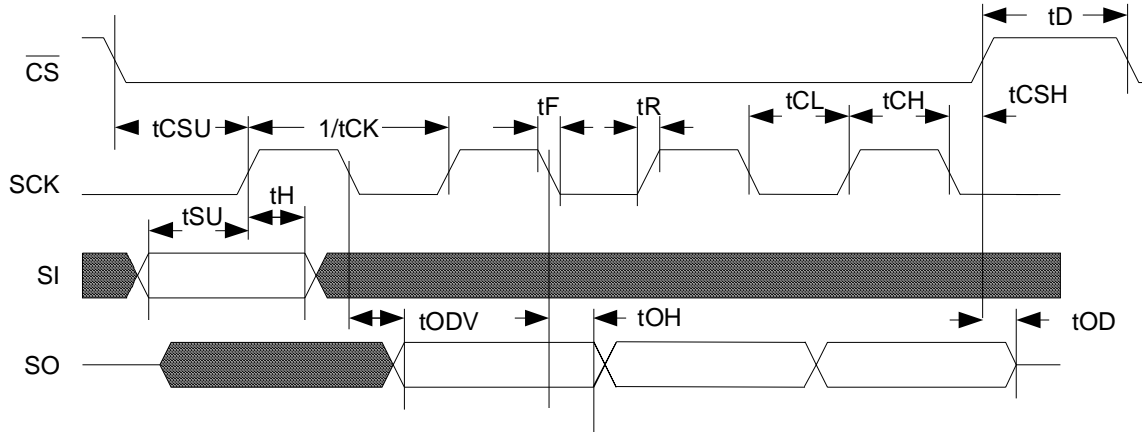 tD
CS
tF
tR
tCL
tCH
tCSH
tCSU
1/tCK
SCK
tSU
tH
SI
tODV
tOH
tOD
SO